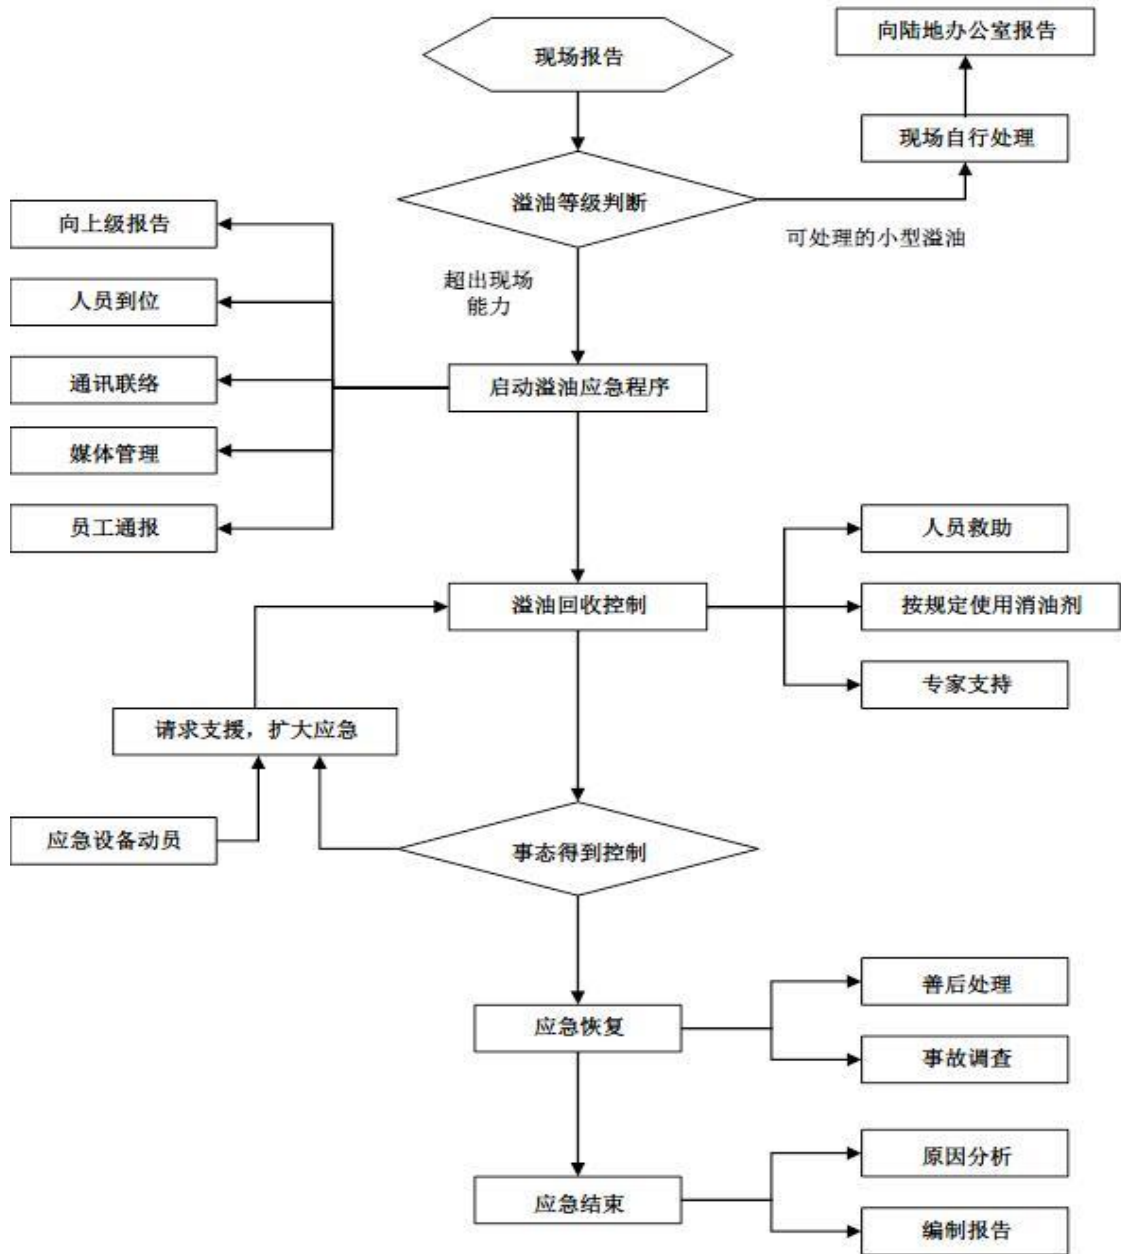 现场报告
向陆地办公室报告
现场自行处理
溢油等级判断
可处理的小型溢油
超出现场
能力
向上级报告
人员到位
通讯联络
媒体管理
员工通报
启动溢油应急程序
溢油回收控制
人员救助
按规定使用消油剂
专家支持
请求支援，扩大应急
应急设备动员
事态得到控制
应急恢复
善后处理
事故调查
应急结束
原因分析
编制报告